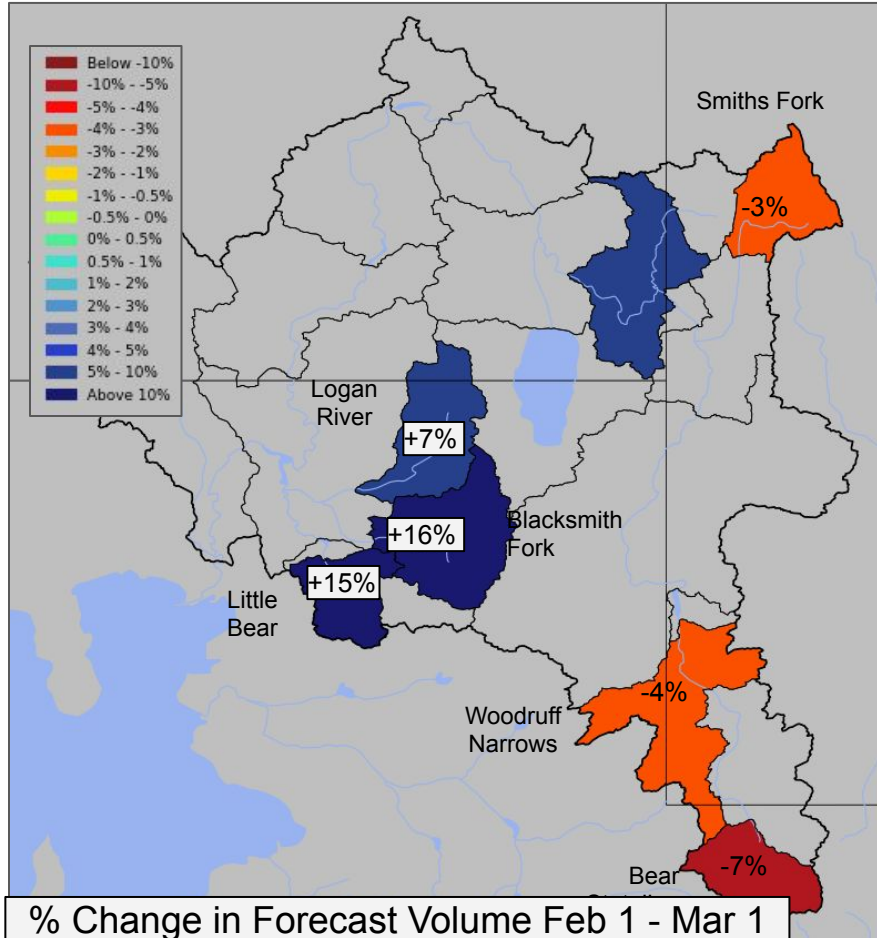 Below -10%
-10% - -5%
-5% - -4%
-4% - -3%
-3% - -2%
-2% - -1%
-1% - -0.5%
-0.5% - 0%
0% - 0.5%
0.5% - 1%
1% - 2%
2% - 3%
3% - 4%
4% - 5%
5% - 10%
Above 10%
Smiths Fork
-3%
Logan
River
+7%
+16%
Blacksmith
Fork
+15%
Little
Bear
-4%
Woodruff
Narrows
-7%
Bear
% Change in Forecast Volume Feb 1 - Mar 1